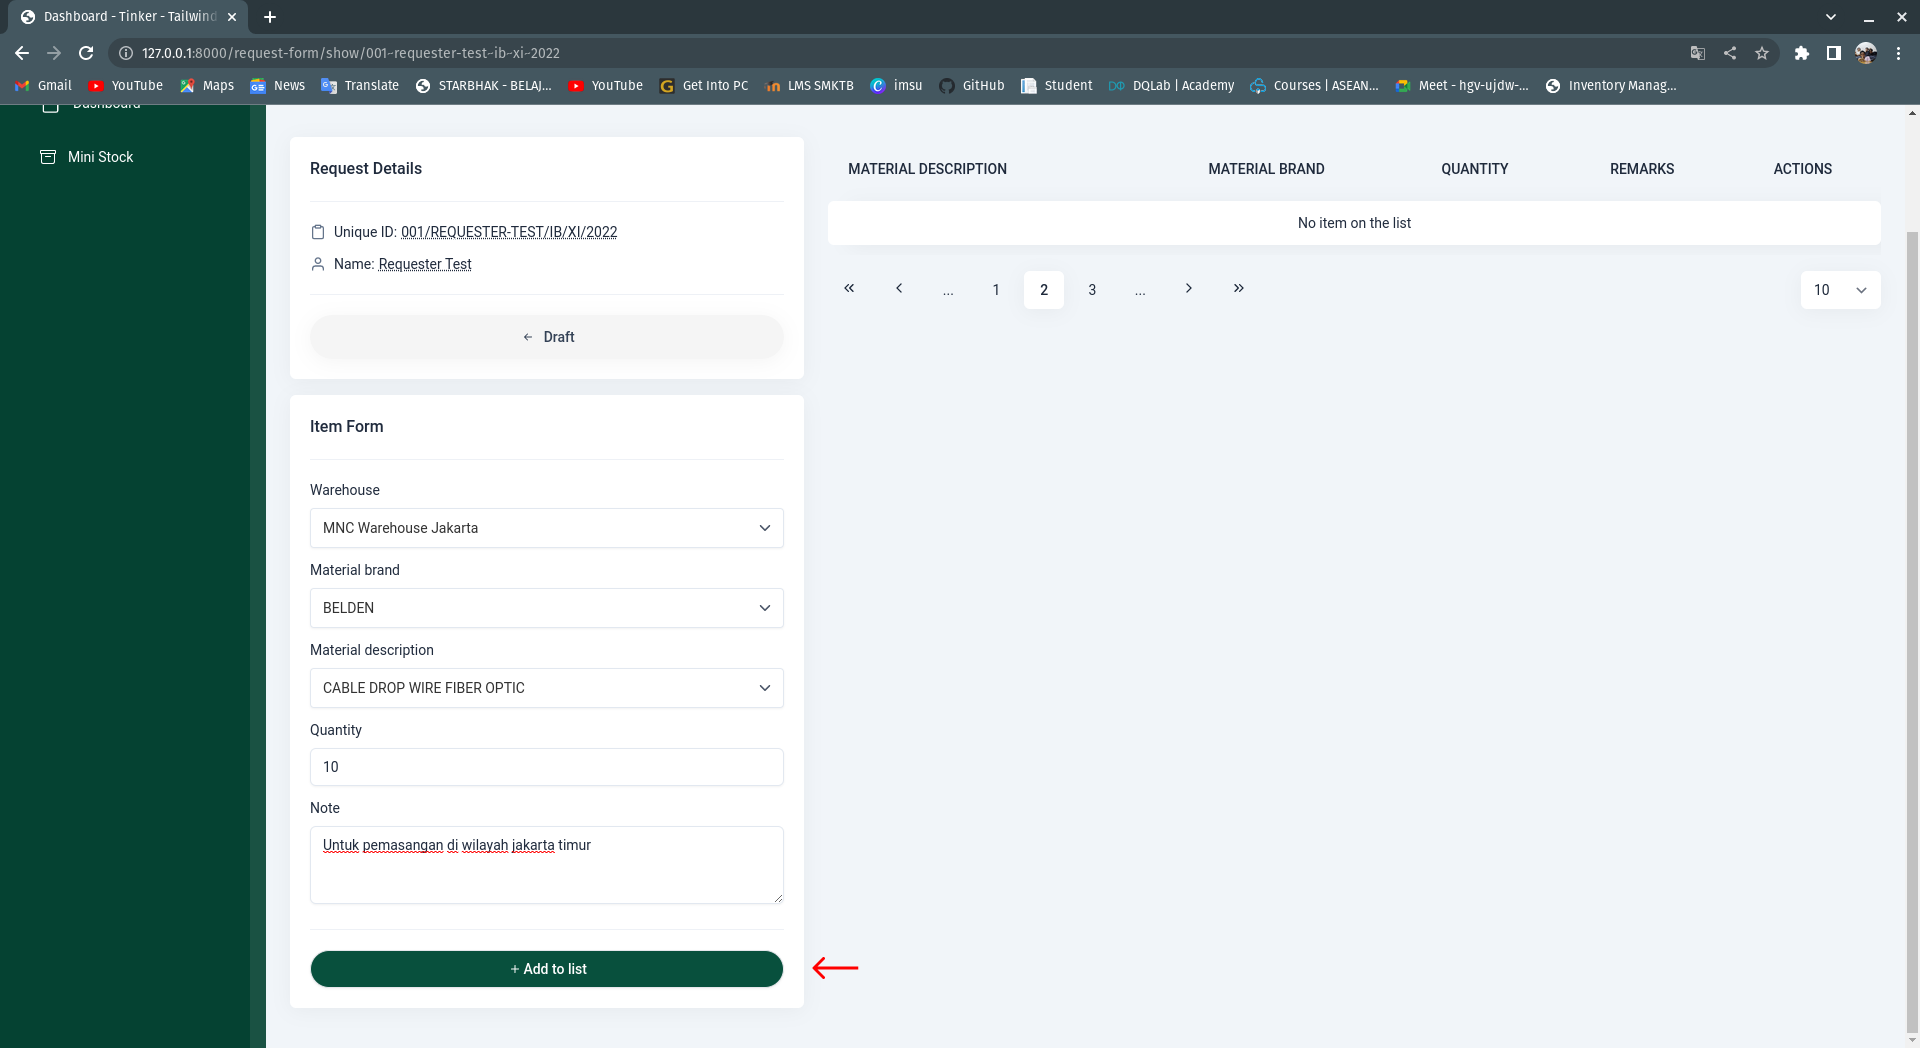 Dashboard - Tinker - Tailwind
127.0.0.1:8000/request-form/show/001-requester-test-ib-xi-2022
Gmail YouTube Maps News Translate STARBHAK - BELAJ... YouTube Get Into PC LMS SMKTB imsu GitHub Student DQLab | Academy Courses | ASEAN... Meet - hgv-ujdw-... Inventory Manag...
Dashboard
Mini Stock
Request Details
Unique ID: 001/REQUESTER-TEST/IB/XI/2022
Name: Requester Test
← Draft
Item Form
Warehouse
MNC Warehouse Jakarta
Material brand
BELDEN
Material description
CABLE DROP WIRE FIBER OPTIC
Quantity
10
Note
Untuk pemasangan di wilayah jakarta timur
+ Add to list
MATERIAL DESCRIPTION MATERIAL BRAND QUANTITY REMARKS ACTIONS
No item on the list
« ‹ ... 1 2 3 ... › » 10